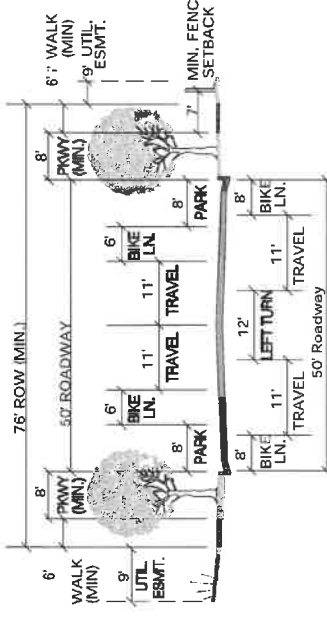 76' ROW (MIN.)
50' ROADWAY
6' WALK
(MIN)
9' UTIL.
ESMT.
8'
PKWY
(MIN.)
8'
PKWY
(MIN.)
6'
BIKE
LN.
11'
TRAVEL
11'
TRAVEL
6'
BIKE
LN.
8'
PARK
8'
PARK
6'
WALK
(MIN)
9'
UTIL
ESMT.
7'
MIN. FENC
SETBACK
8'
BIKE
LN.
11'
TRAVEL
12'
LEFT TURN
11'
TRAVEL
8'
BIKE
LN.
50' Roadway